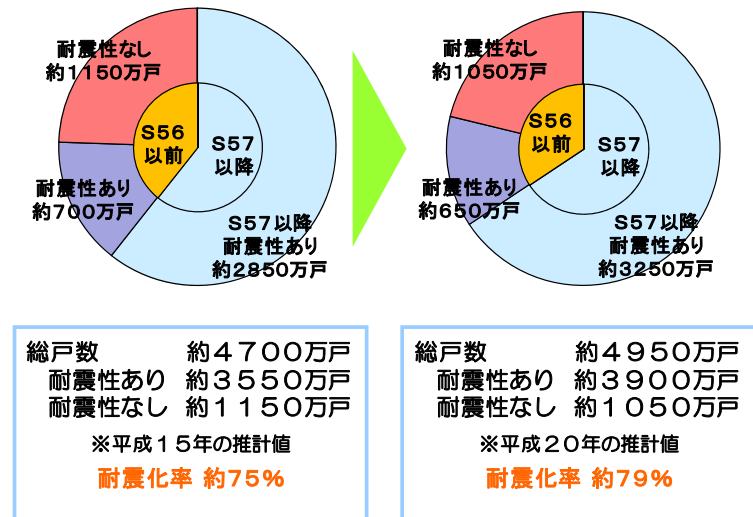 耐震性なし
約1150万戸
S56
以前
S57
以降
耐震性あり
約700万戸
S57以降
耐震性あり
約2850万戸
耐震性なし
約1050万戸
S56
以前
S57
以降
耐震性あり
約650万戸
S57以降
耐震性あり
約3250万戸
総戸数 約4700万戸
耐震性あり 約3550万戸
耐震性なし 約1150万戸
※平成15年の推計値
耐震化率 約75%
総戸数 約4950万戸
耐震性あり 約3900万戸
耐震性なし 約1050万戸
※平成20年の推計値
耐震化率 約79%